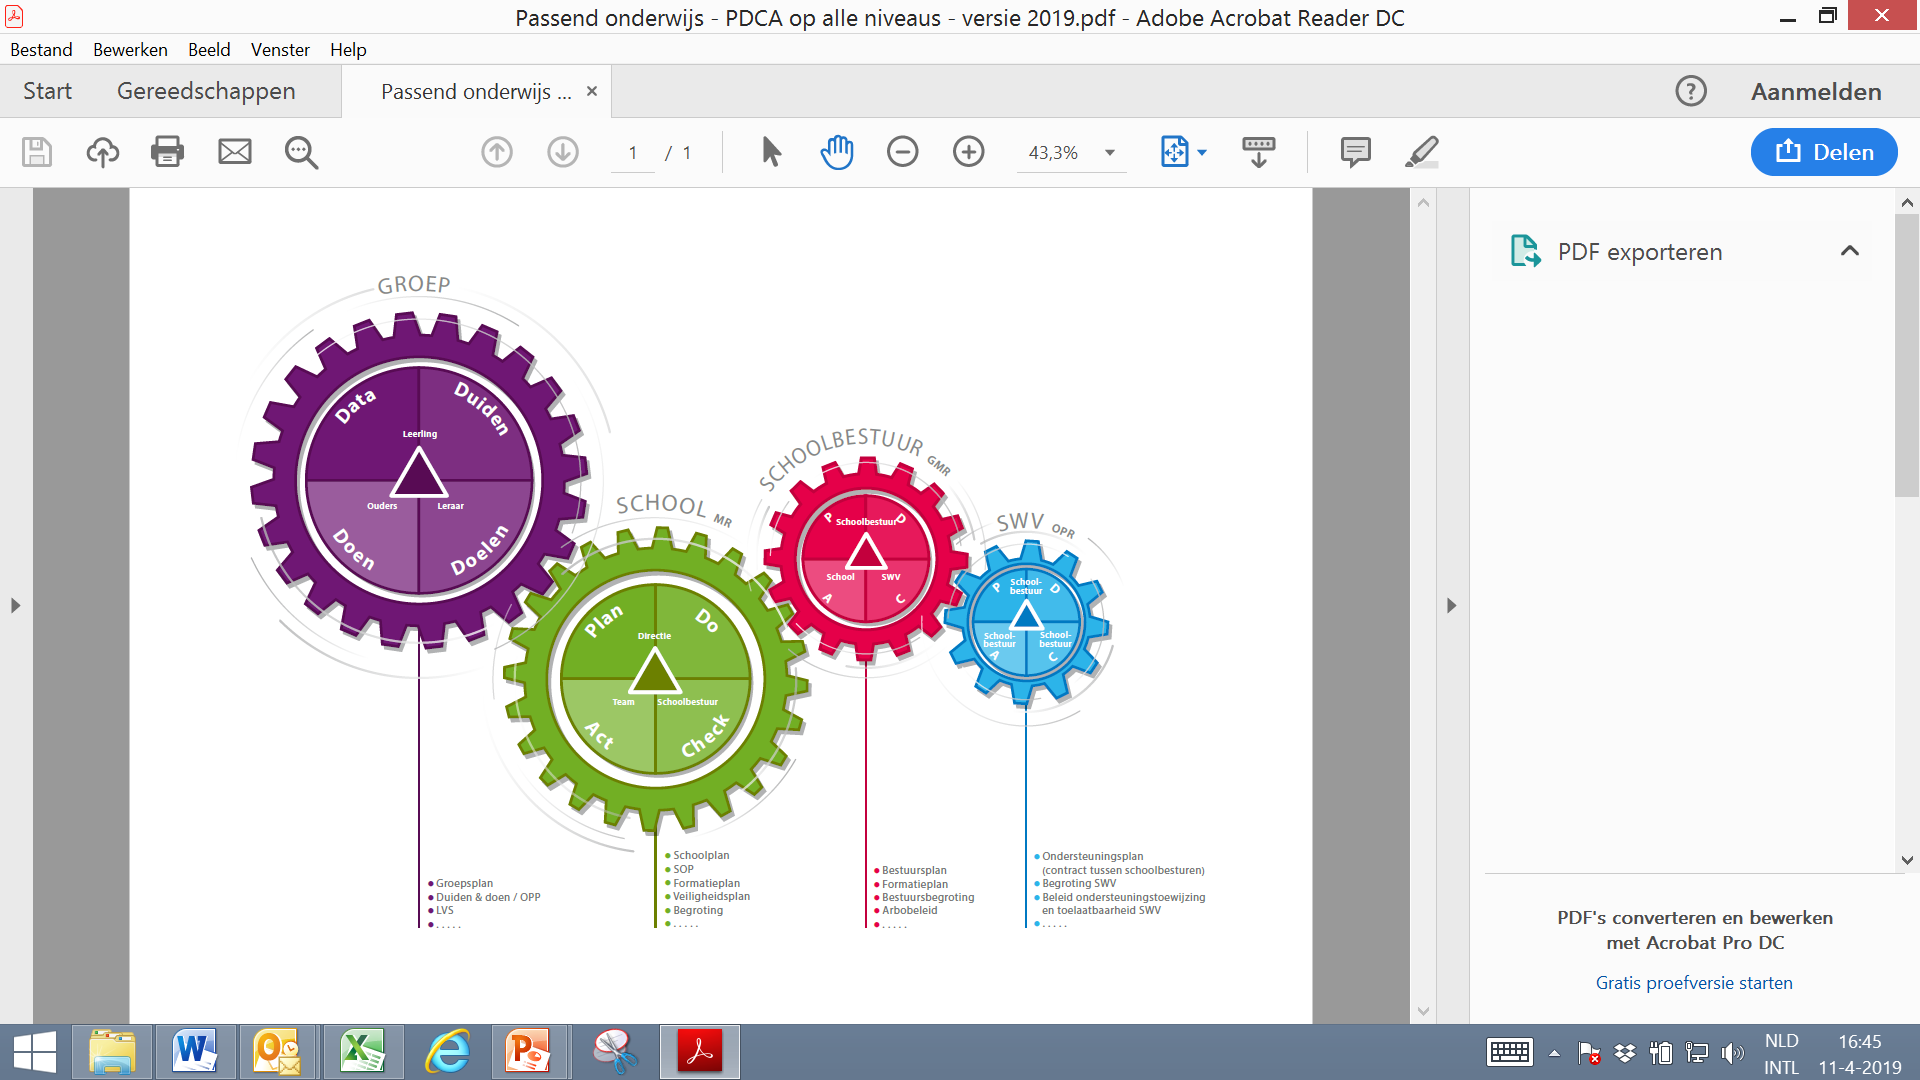 Passend onderwijs - PDCA op alle niveaus - versie 2019.pdf - Adobe Acrobat Reader DC
Bestand Bewerken Beeld Venster Help
Start Gereedschappen Passend onderwijs ... × ? Aanmelden
1 / 1 43,3% Delen
PDF exporteren
GROEP
Data
Duiden
Leerling
Ouders Leraar
Doen
Doelen
SCHOOL MR
Plan
Do
Directie
Team Schoolbestuur
Act
Check
SCHOOLBESTUUR GMR
P Schoolbestuur D
School SWV
A C
SWV OPR
P School- D
bestuur
School- School-
bestuur bestuur
A C
• Groepsplan
• Duiden & doen / OPP
• LVS
• . . . . .
• Schoolplan
• SOP
• Formatieplan
• Veiligheidsplan
• Begroting
• . . . . .
• Bestuursplan
• Formatieplan
• Bestuursbegroting
• Arbobeleid
• . . . . .
• Ondersteuningsplan
(contract tussen schoolbesturen)
• Begroting SWV
• Beleid ondersteuningstoewijzing
en toelaatbaarheid SWV
• . . . . .
PDF's converteren en bewerken
met Acrobat Pro DC
Gratis proefversie starten
NLD 16:45
INTL 11-4-2019